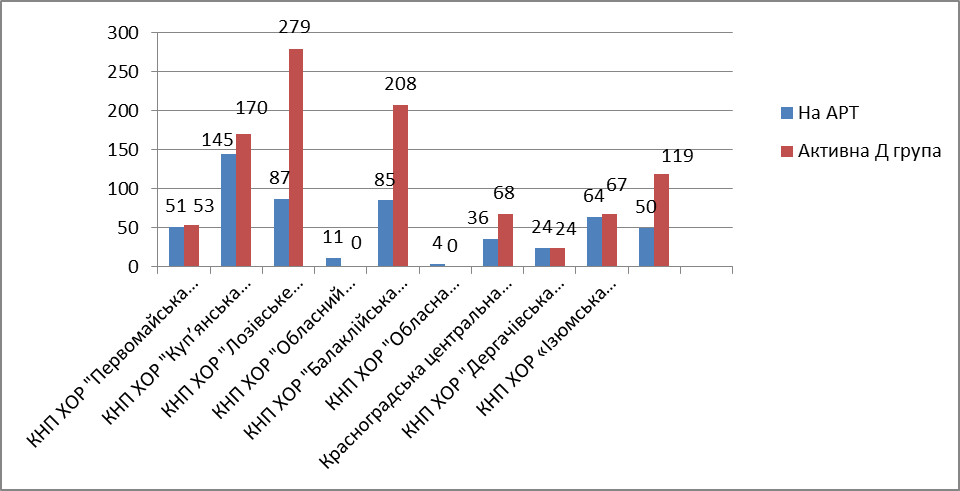 300
250
200
150
100
50
0
51
53
145
170
87
279
11
0
85
208
4
0
36
68
24
24
64
67
50
119
На АРТ
Активна Д група
КНП ХОР "Первомайська...
КНП ХОР "Куп’янська...
КНП ХОР "Лозівське...
КНП ХОР "Обласний...
КНП ХОР "Балаклійська...
КНП ХОР "Обласна...
Красноградська центральна...
КНП ХОР "Дергачівська...
КНП ХОР «Ізюмська...